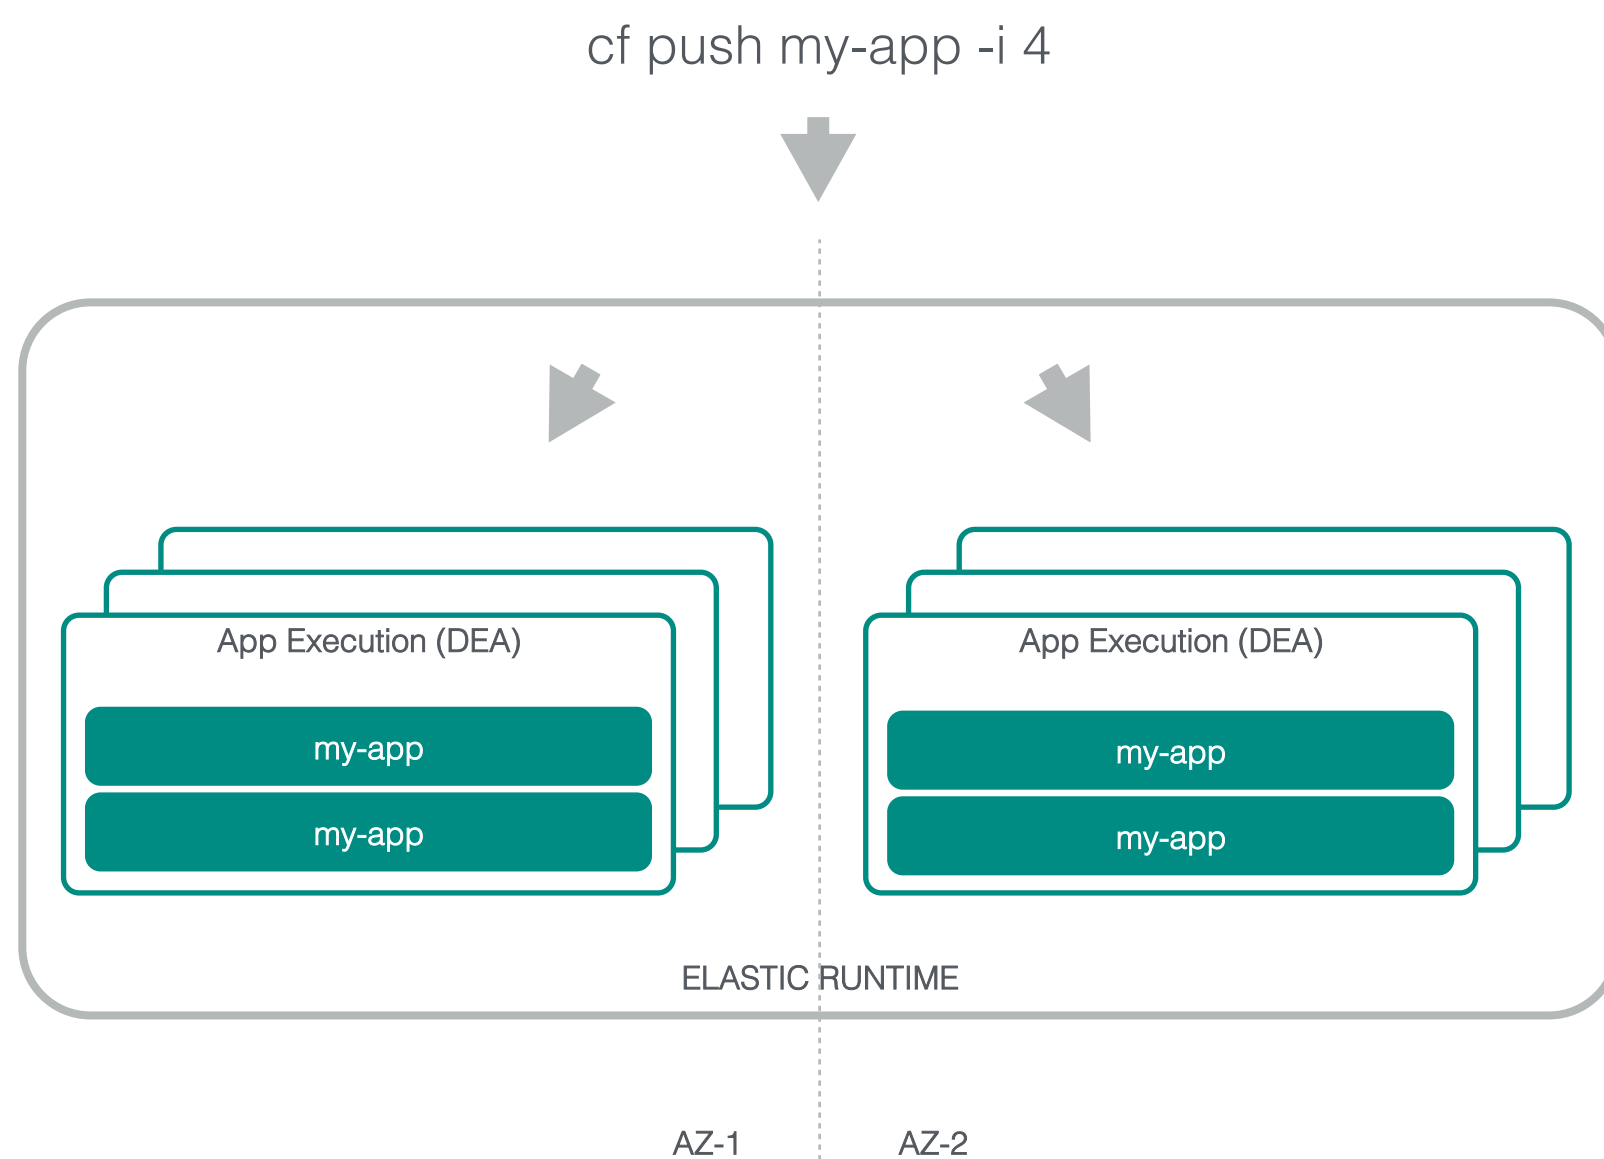 cf push my-app -i 4
App Execution (DEA)
my-app
my-app
App Execution (DEA)
my-app
my-app
ELASTIC RUNTIME
AZ-1
AZ-2